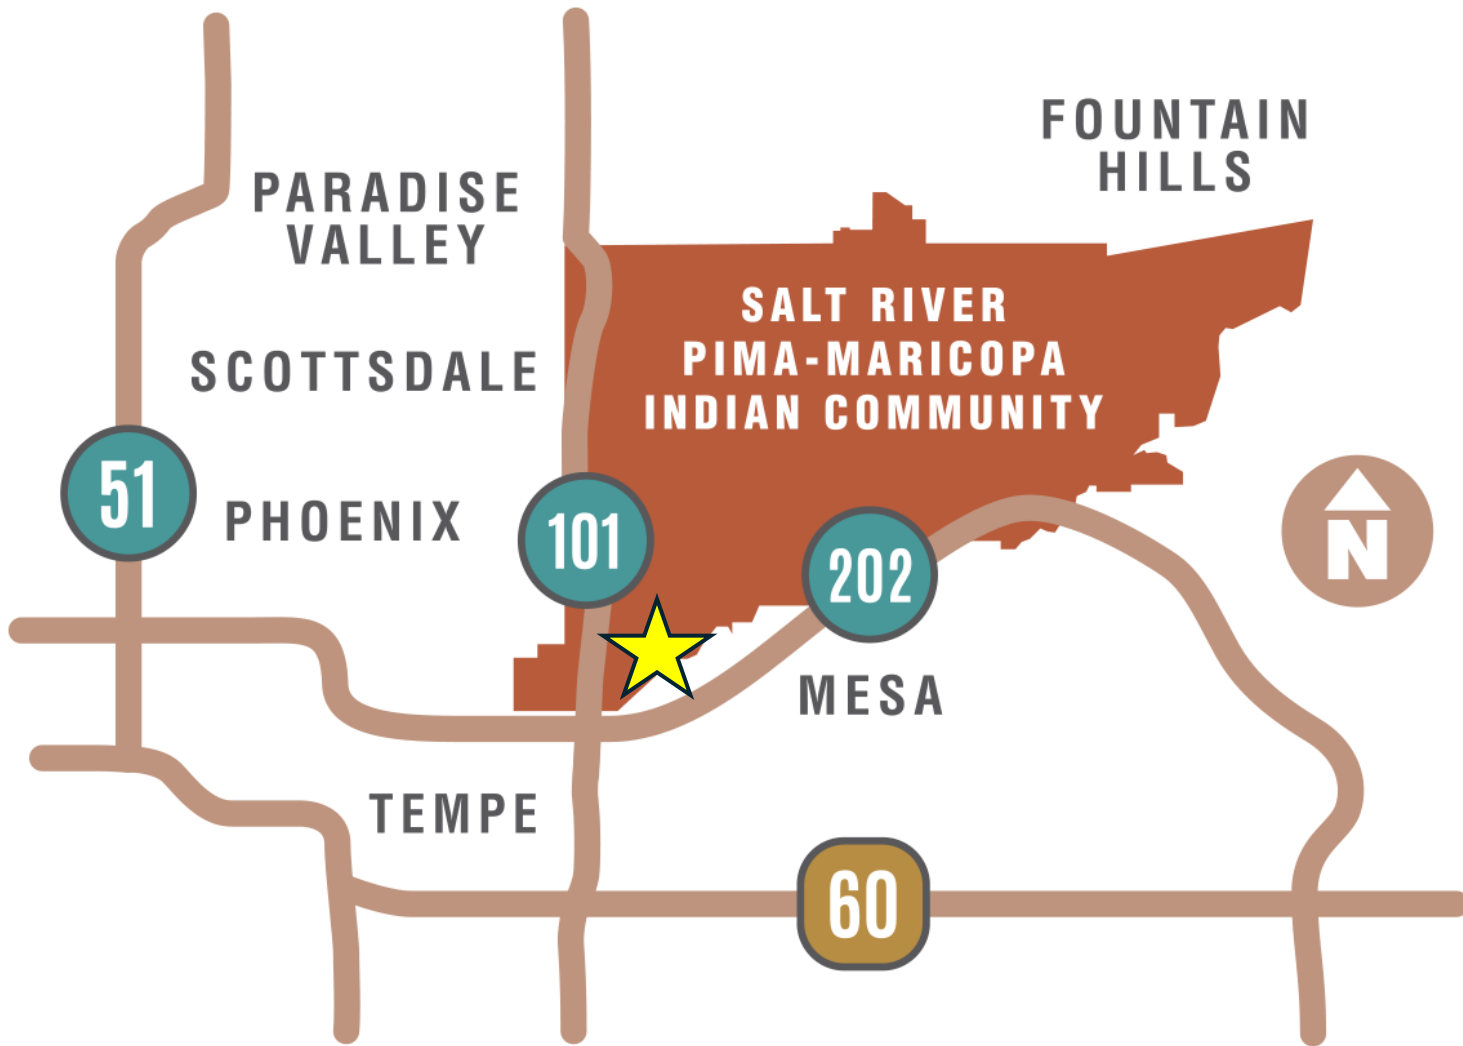 FOUNTAIN
HILLS
PARADISE
VALLEY
SALT RIVER
PIMA-MARICOPA
INDIAN COMMUNITY
SCOTTSDALE
51
PHOENIX
101
202
N
MESA
TEMPE
60